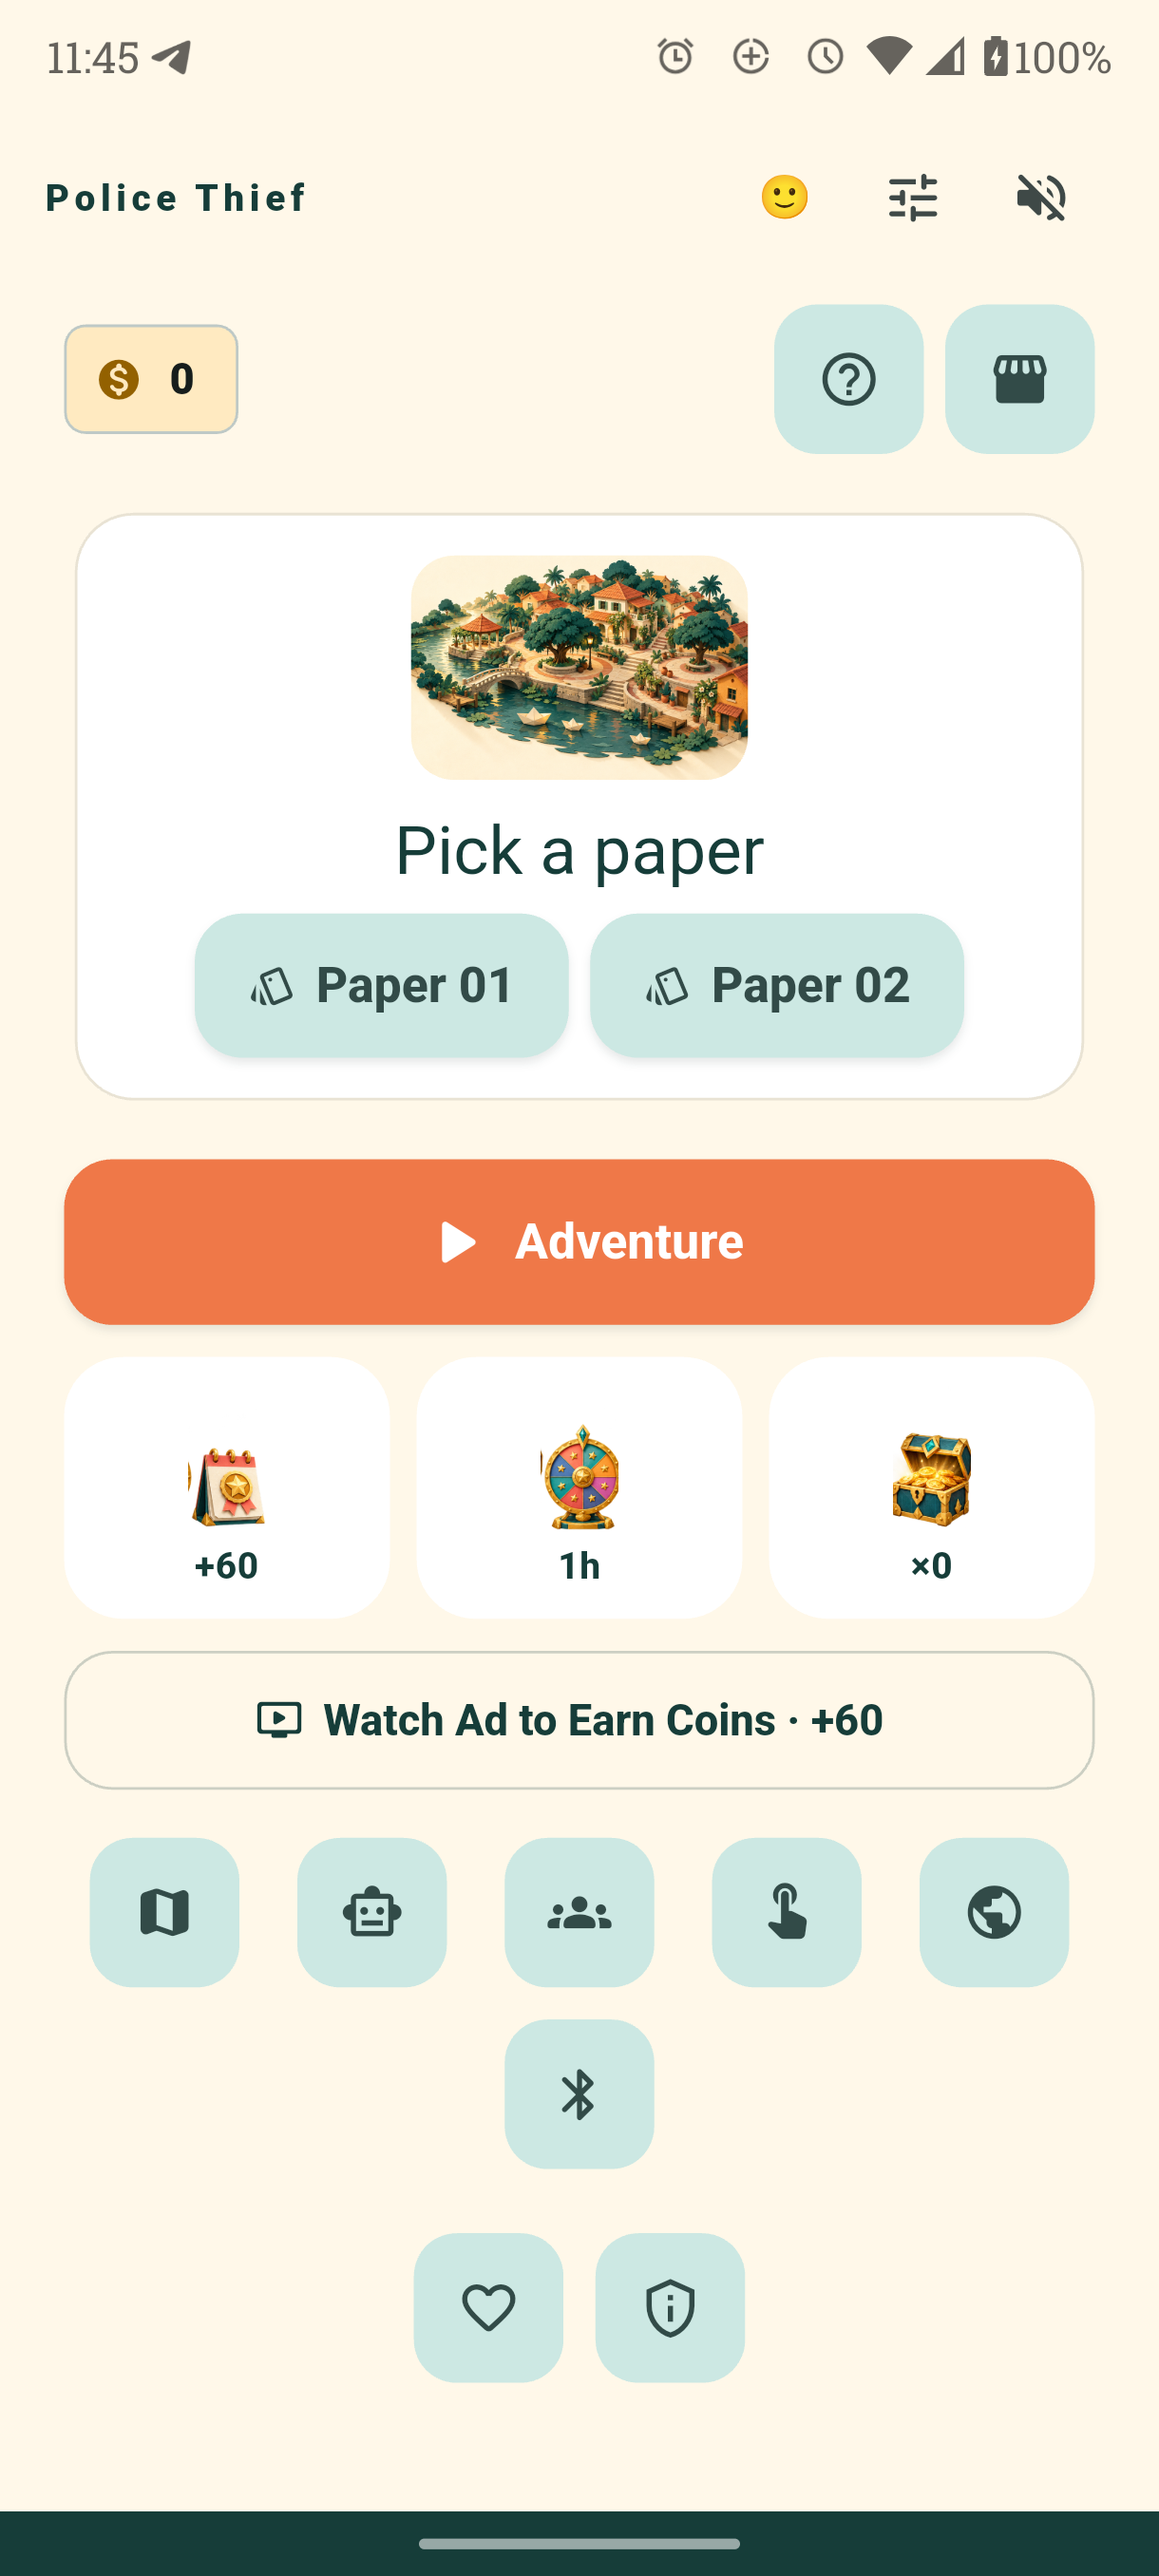 11:45 100%
Police Thief
0
Pick a paper
Paper 01 Paper 02
Adventure
+60 1h ×0
Watch Ad to Earn Coins · +60